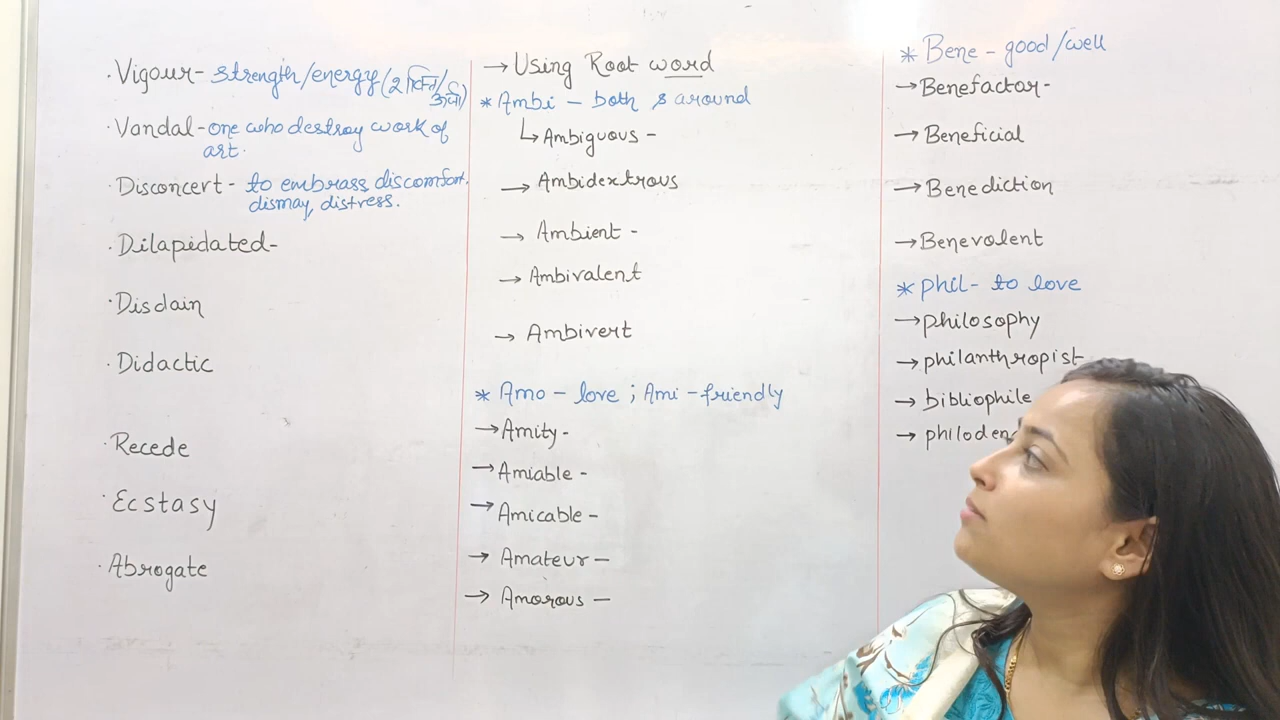 · Vigour - strength/energy (शक्ति/
ऊर्जा)
· Vandal - one who destroy work of
art.
· Disconcert - to embrass discomfort.
dismay, distress.
· Dilapidated -
· Disdain
· Didactic
· Recede
· Ecstasy
· Abrogate
→ Using Root word
* Ambi - both & around
↳ Ambiguous -
→ Ambidextrous
→ Ambient -
→ Ambivalent
→ Ambivert
* Amo - love ; Ami - friendly
→ Amity -
→ Amiable -
→ Amicable -
→ Amateur -
→ Amorous -
* Bene - good/well
→ Benefactor -
→ Beneficial
→ Benediction
→ Benevolent
* phil - to love
→ philosophy
→ philanthropist
→ bibliophile
→ philoden